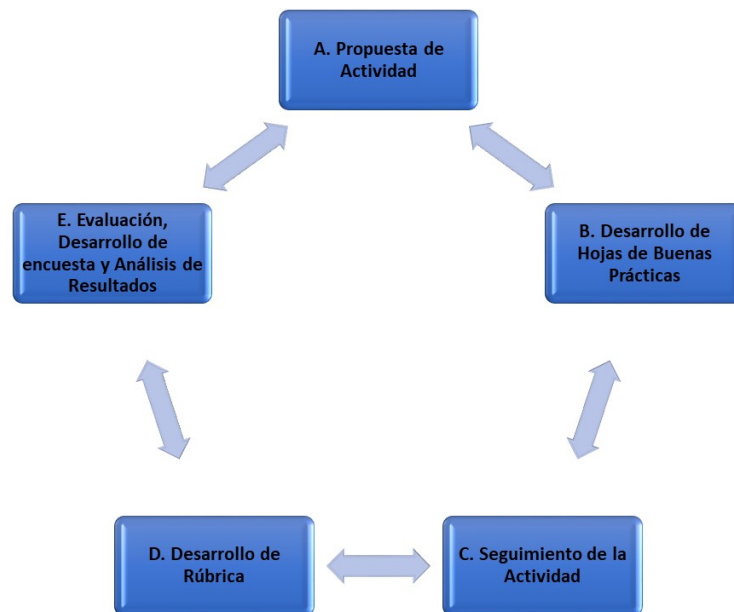 A. Propuesta de
Actividad
B. Desarrollo de
Hojas de Buenas
Prácticas
C. Seguimiento de la
Actividad
D. Desarrollo de
Rúbrica
E. Evaluación,
Desarrollo de
encuesta y Análisis de
Resultados